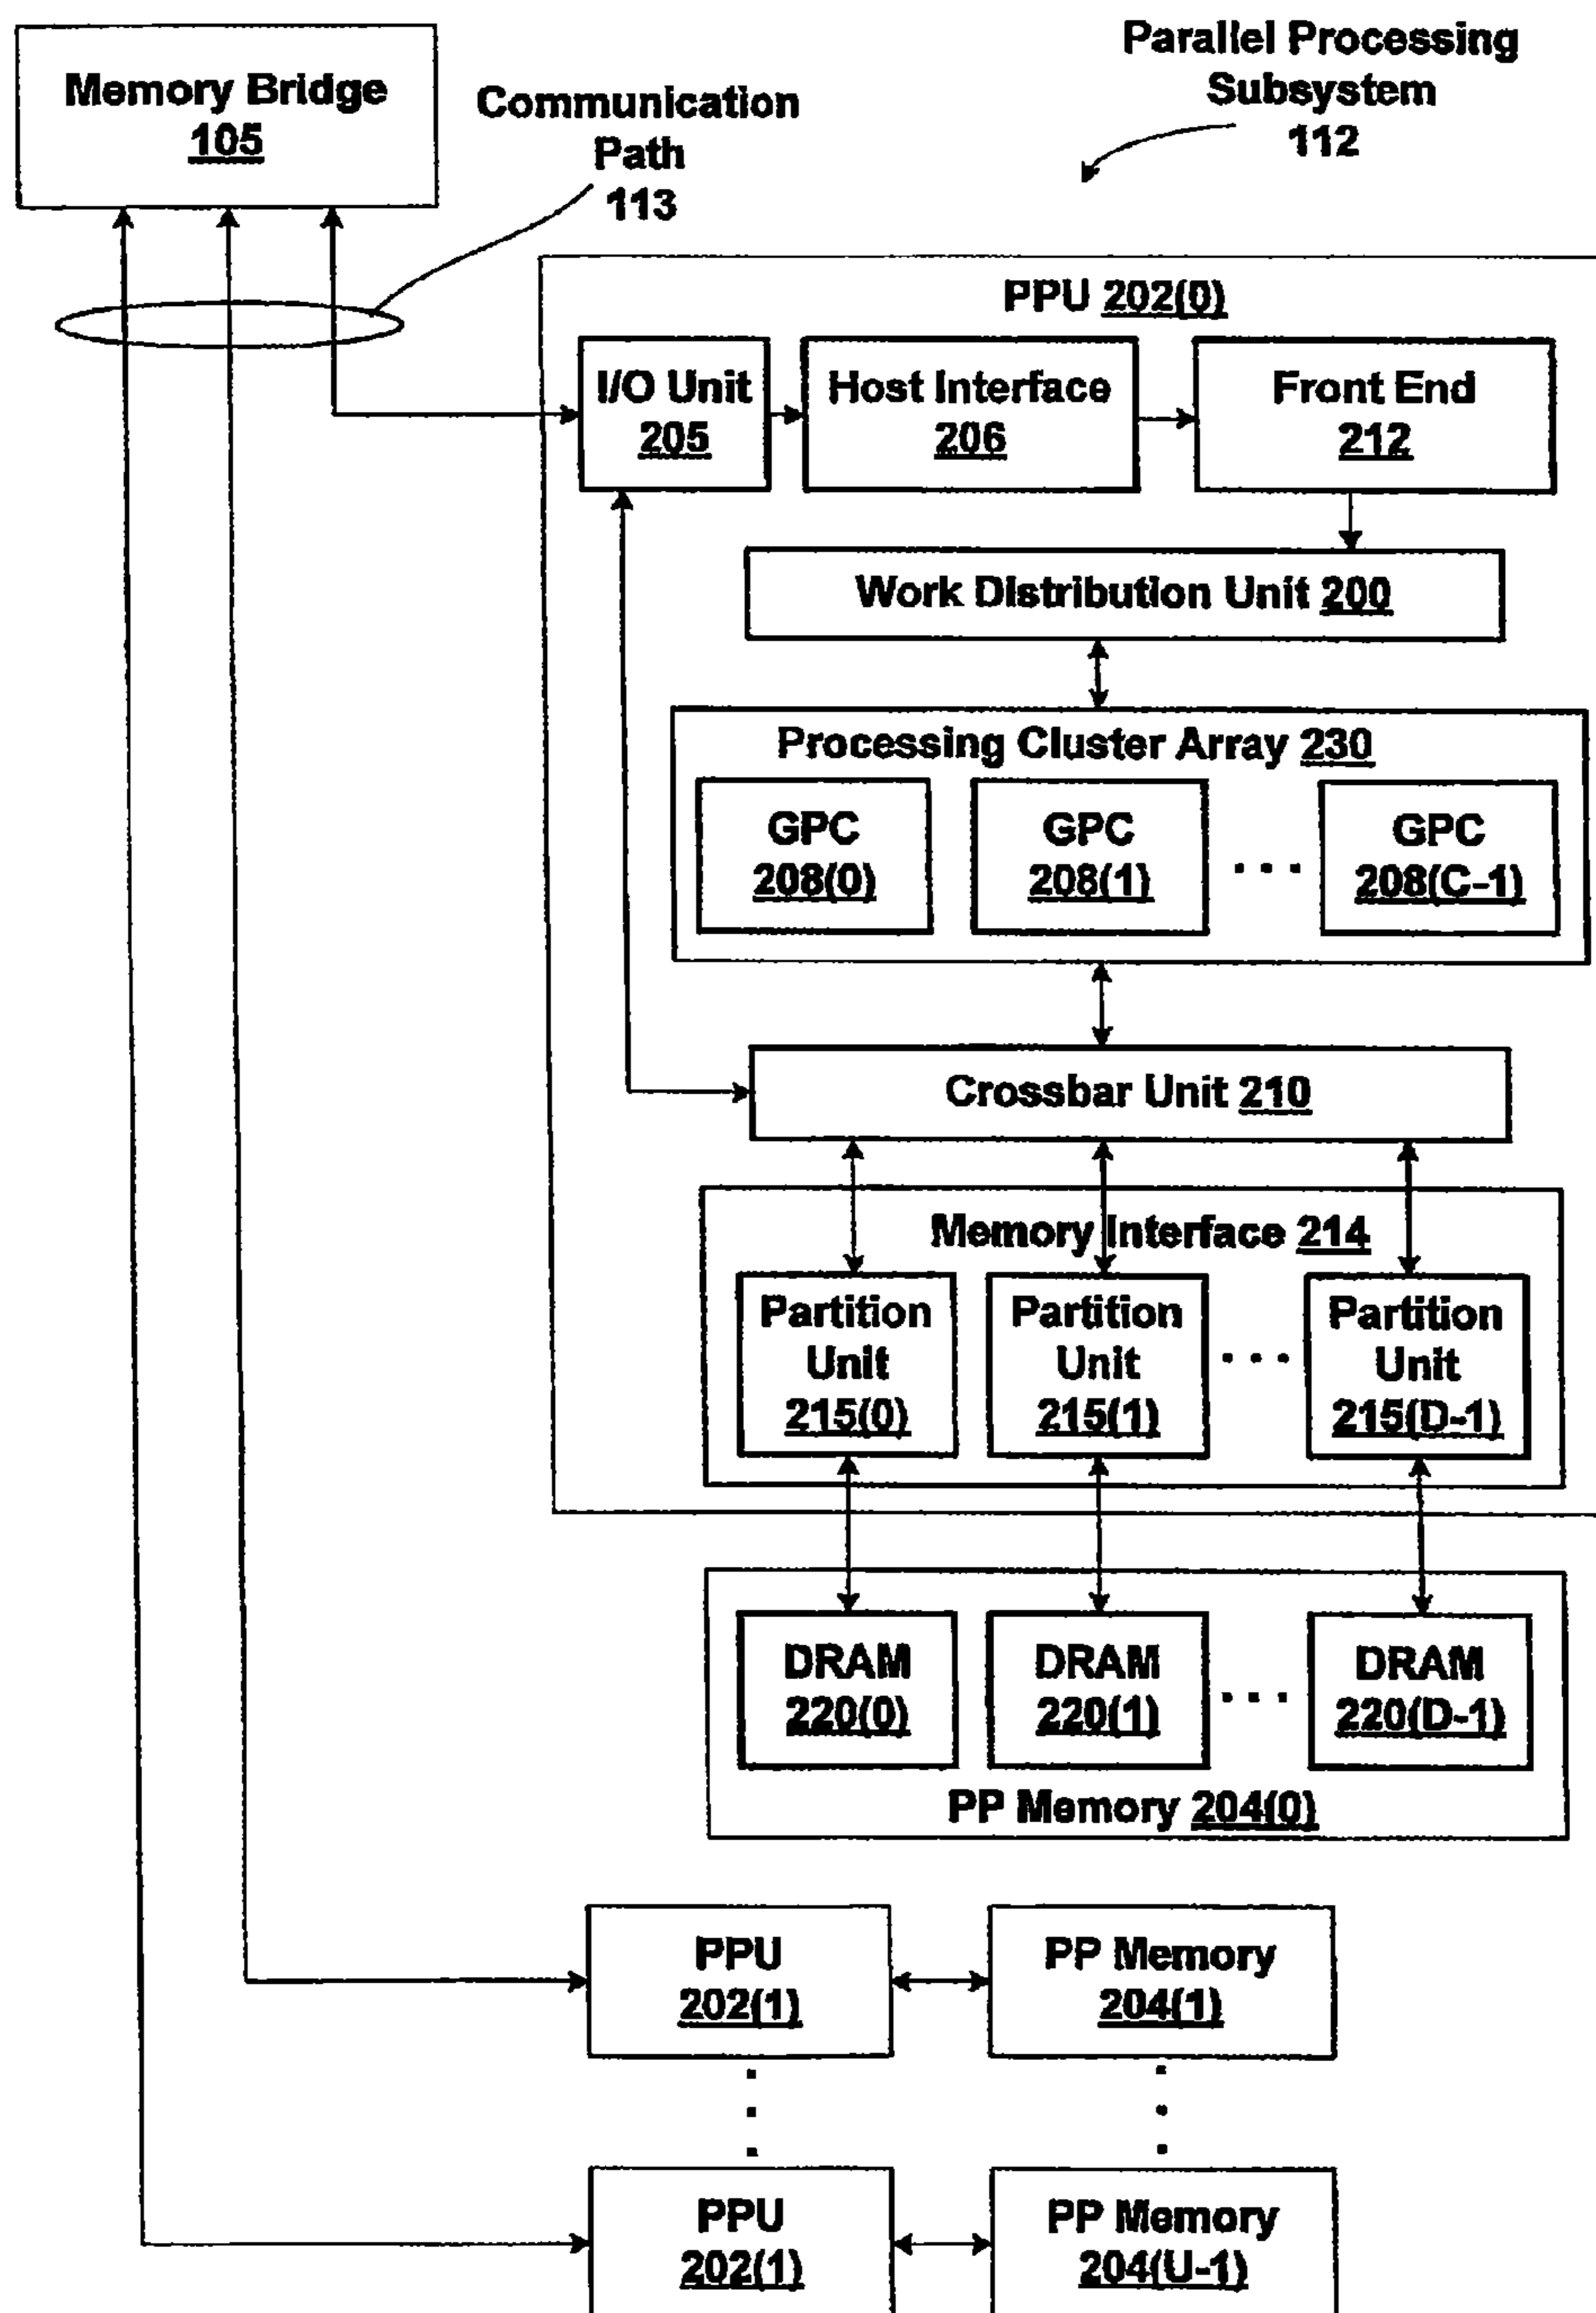 Memory Bridge
105
Communication
Path
113
Parallel Processing
Subsystem
112
PPU 202(0)
I/O Unit
205
Host Interface
206
Front End
212
Work Distribution Unit 200
Processing Cluster Array 230
GPC
208(0)
GPC
208(1)
. . .
GPC
208(C-1)
Crossbar Unit 210
Memory Interface 214
Partition
Unit
215(0)
Partition
Unit
215(1)
. . .
Partition
Unit
215(D-1)
DRAM
220(0)
DRAM
220(1)
. . .
DRAM
220(D-1)
PP Memory 204(0)
PPU
202(1)
PP Memory
204(1)
PPU
202(1)
PP Memory
204(U-1)